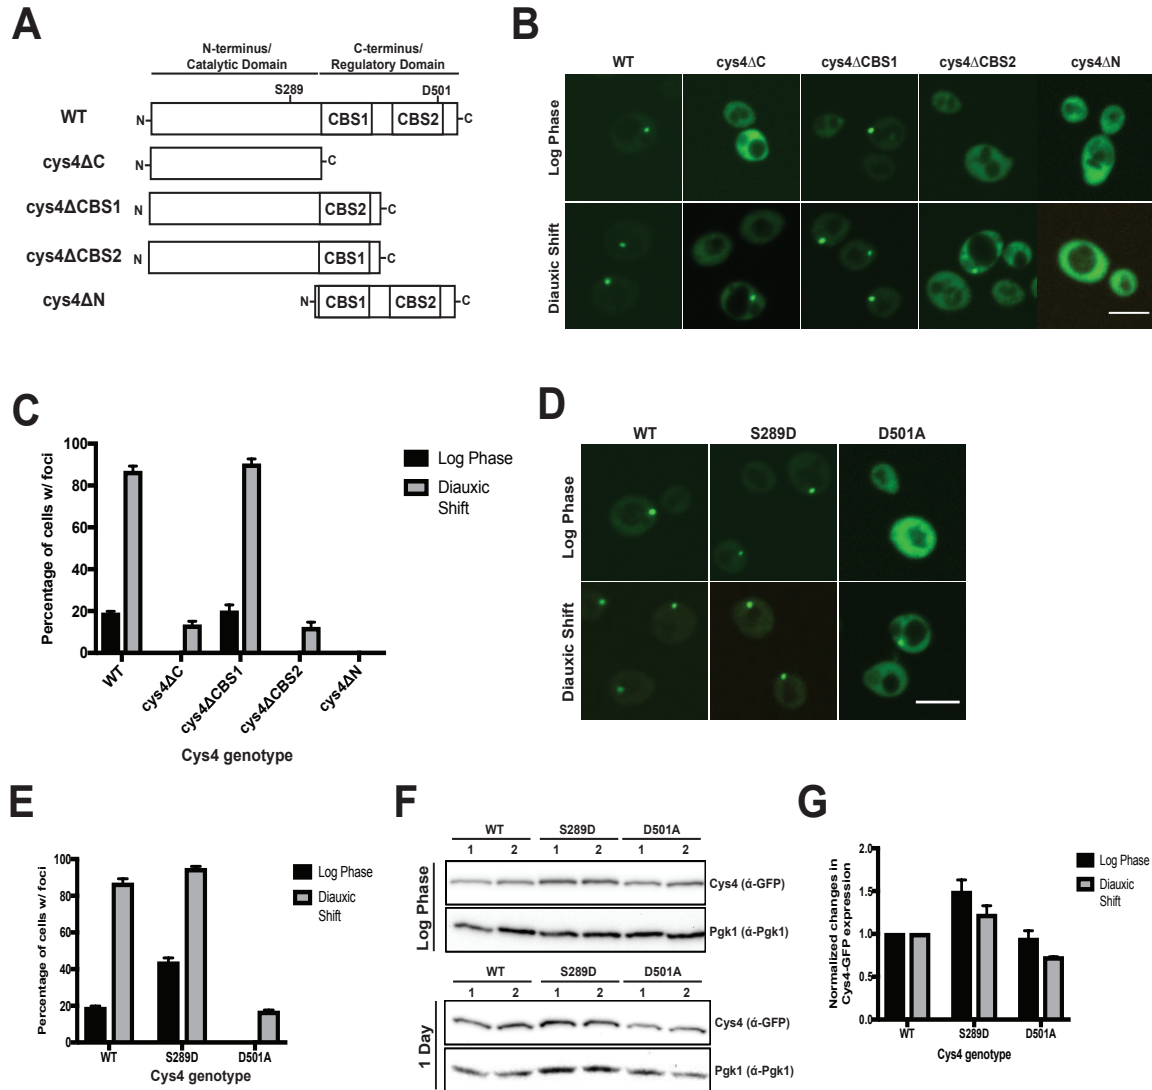 A
N-terminus/
Catalytic Domain
C-terminus/
Regulatory Domain
S289
D501
WT
N
CBS1
CBS2
C
cys4ΔC
N
C
cys4ΔCBS1
N
CBS2
C
cys4ΔCBS2
N
CBS1
C
cys4ΔN
N
CBS1
CBS2
C
B
WT
cys4ΔC
cys4ΔCBS1
cys4ΔCBS2
cys4ΔN
Log Phase
Diauxic Shift
C
Percentage of cells w/ foci
100
80
60
40
20
0
WT
cys4ΔC
cys4ΔCBS1
cys4ΔCBS2
cys4ΔN
Cys4 genotype
Log Phase
Diauxic
Shift
D
WT
S289D
D501A
Log Phase
Diauxic Shift
E
Percentage of cells w/ foci
100
80
60
40
20
0
WT
S289D
D501A
Cys4 genotype
Log Phase
Diauxic
Shift
F
WT
S289D
D501A
1 2 1 2 1 2
Log Phase
Cys4 (ά-GFP)
Pgk1 (ά-Pgk1)
WT
S289D
D501A
1 2 1 2 1 2
1 Day
Cys4 (ά-GFP)
Pgk1 (ά-Pgk1)
G
Normalized changes in
Cys4-GFP expression
2.0
1.5
1.0
0.5
0.0
WT
S289D
D501A
Cys4 genotype
Log Phase
Diauxic
Shift